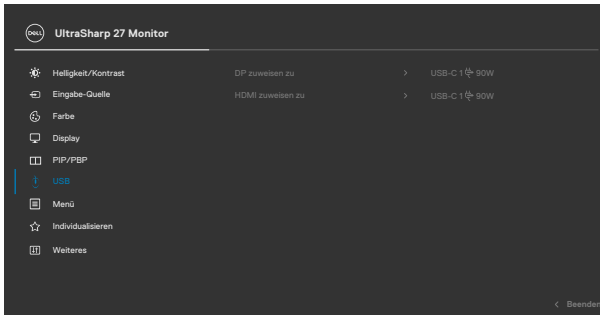 DELL UltraSharp 27 Monitor
Helligkeit/Kontrast DP zuweisen zu USB-C 1 90W
Eingabe-Quelle HDMI zuweisen zu USB-C 1 90W
Farbe
Display
PIP/PBP
USB
Menü
Individualisieren
Weiteres
Beenden